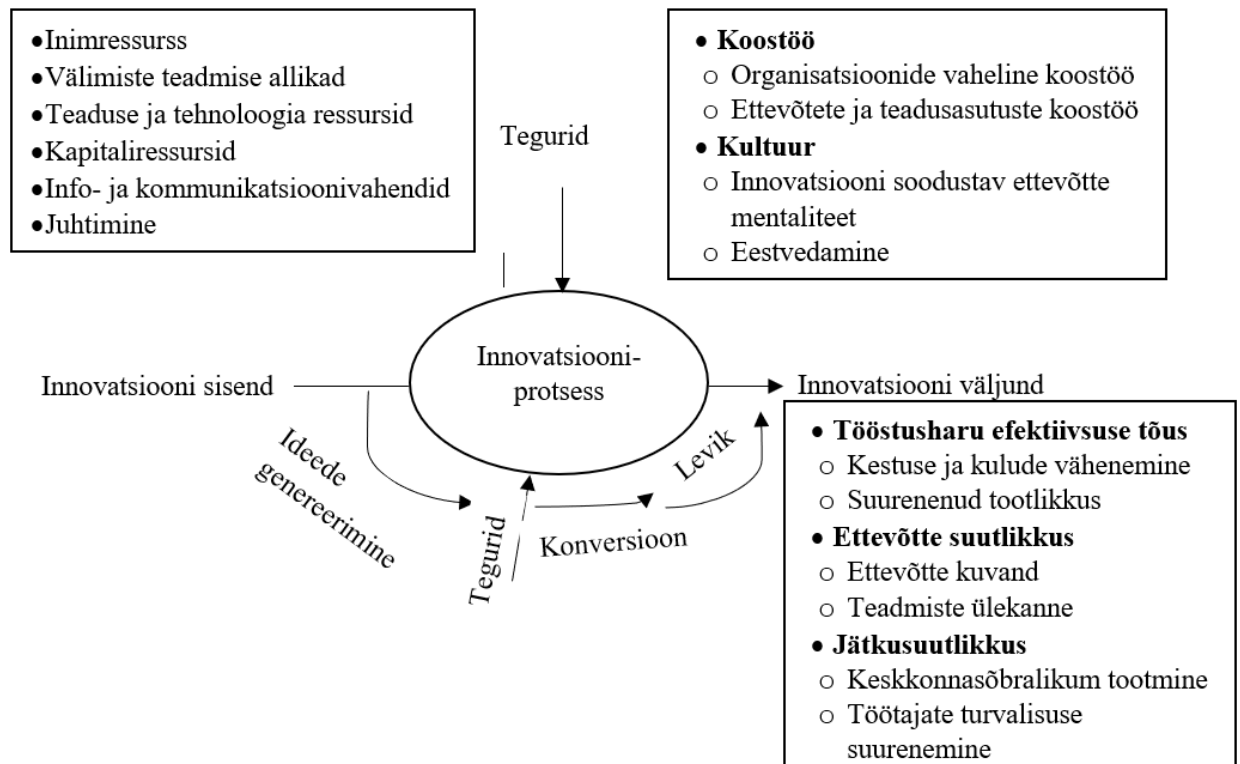 •Inimressurss
•Välimiste teadmise allikad
•Teaduse ja tehnoloogia ressursid
•Kapitaliressursid
•Info- ja kommunikatsioonivahendid
•Juhtimine
Tegurid
• Koostöö
o Organisatsioonide vaheline koostöö
o Ettevõtete ja teadusasutuste koostöö
• Kultuur
o Innovatsiooni soodustav ettevõtte
mentaliteet
o Eestvedamine
Innovatsiooni sisend
Innovatsiooni-
protsess
Innovatsiooni väljund
Ideede
genereerimine
Tegurid
Konversioon
Levik
• Tööstusharu efektiivsuse tõus
o Kestuse ja kulude vähenemine
o Suurenenud tootlikkus
• Ettevõtte suutlikkus
o Ettevõtte kuvand
o Teadmiste ülekanne
• Jätkusuutlikkus
o Keskkonnasõbralikum tootmine
o Töötajate turvalisuse
suurenemine